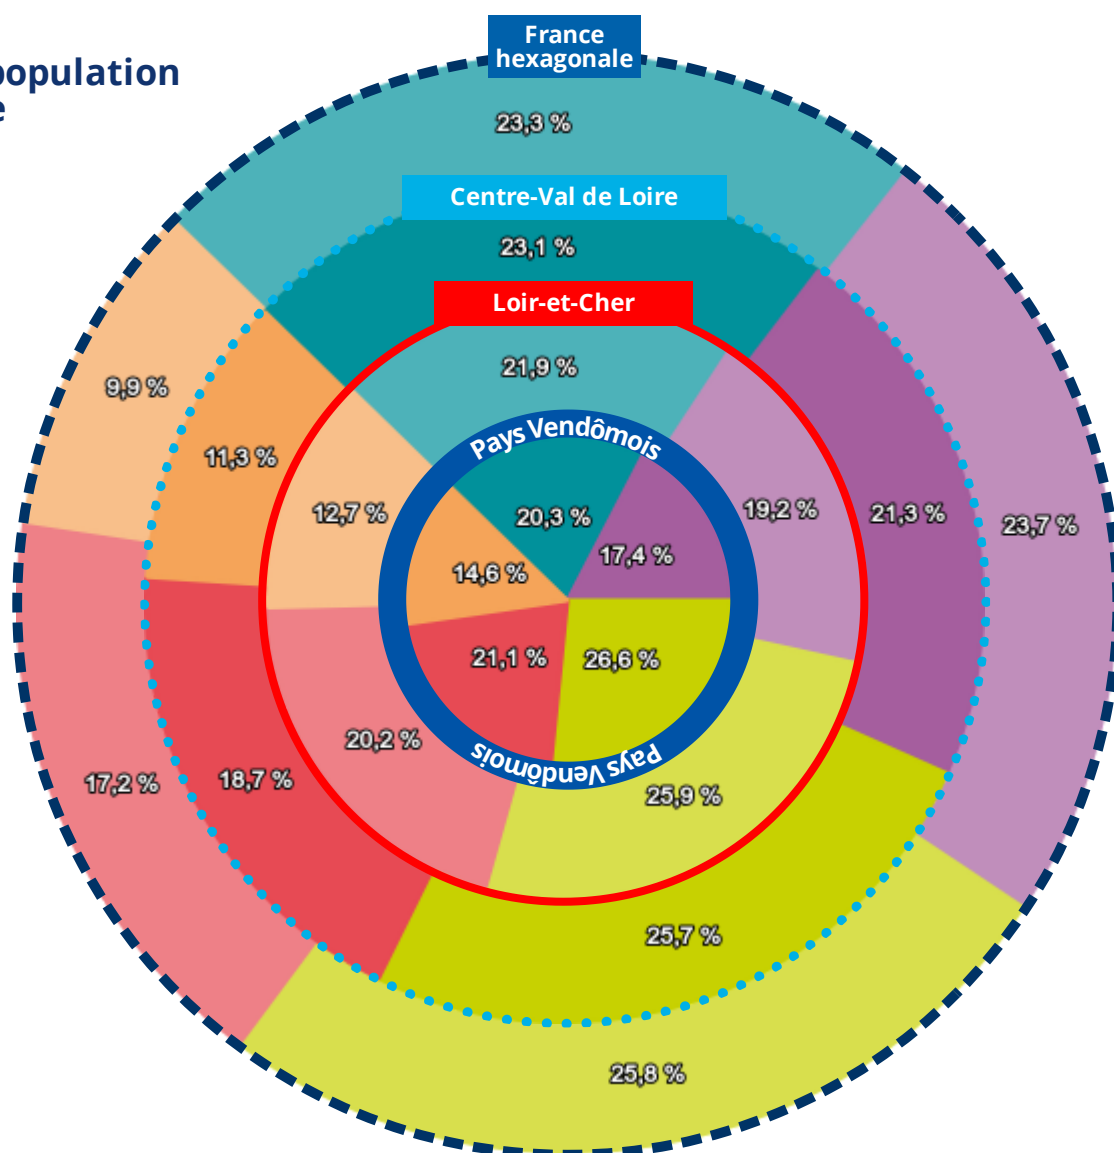 France
hexagonale
population
e
23,3 %
Centre-Val de Loire
23,1 %
Loir-et-Cher
21,9 %
9,9 %
11,3 %
12,7 %
Pays Vendômois
20,3 %
17,4 %
19,2 %
21,3 %
23,7 %
14,6 %
21,1 %
26,6 %
20,2 %
Pays Vendômois
17,2 %
18,7 %
25,9 %
25,7 %
25,8 %